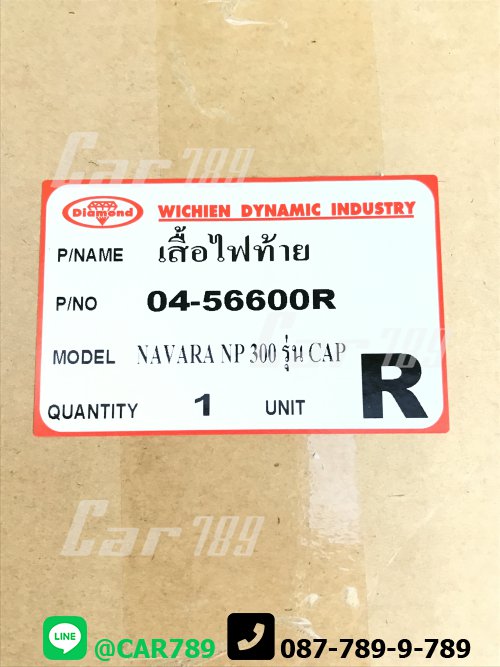 Car 789
Diamond WICHIEN DYNAMIC INDUSTRY
P/NAME เสื้อไฟท้าย
P/NO 04-56600R
MODEL NAVARA NP 300 รุ่น CAP
Car 789
R
QUANTITY 1 UNIT
Car 789
LINE @CAR789 087-789-9-789